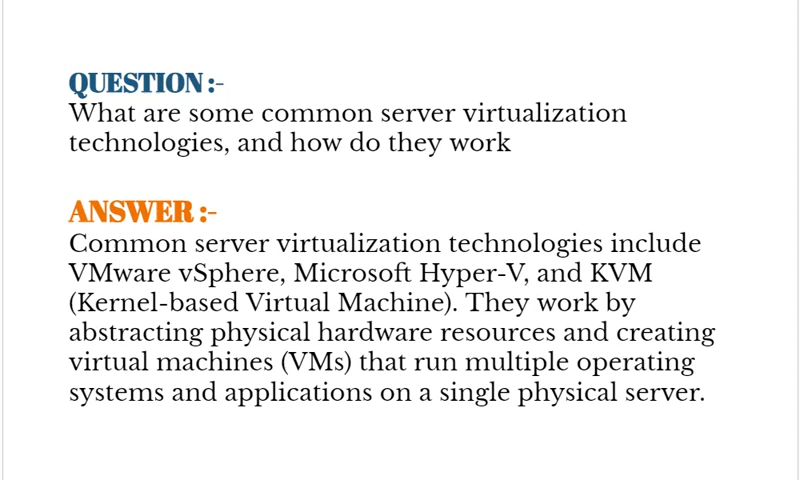 QUESTION :-
What are some common server virtualization
technologies, and how do they work
ANSWER :-
Common server virtualization technologies include
VMware vSphere, Microsoft Hyper-V, and KVM
(Kernel-based Virtual Machine). They work by
abstracting physical hardware resources and creating
virtual machines (VMs) that run multiple operating
systems and applications on a single physical server.